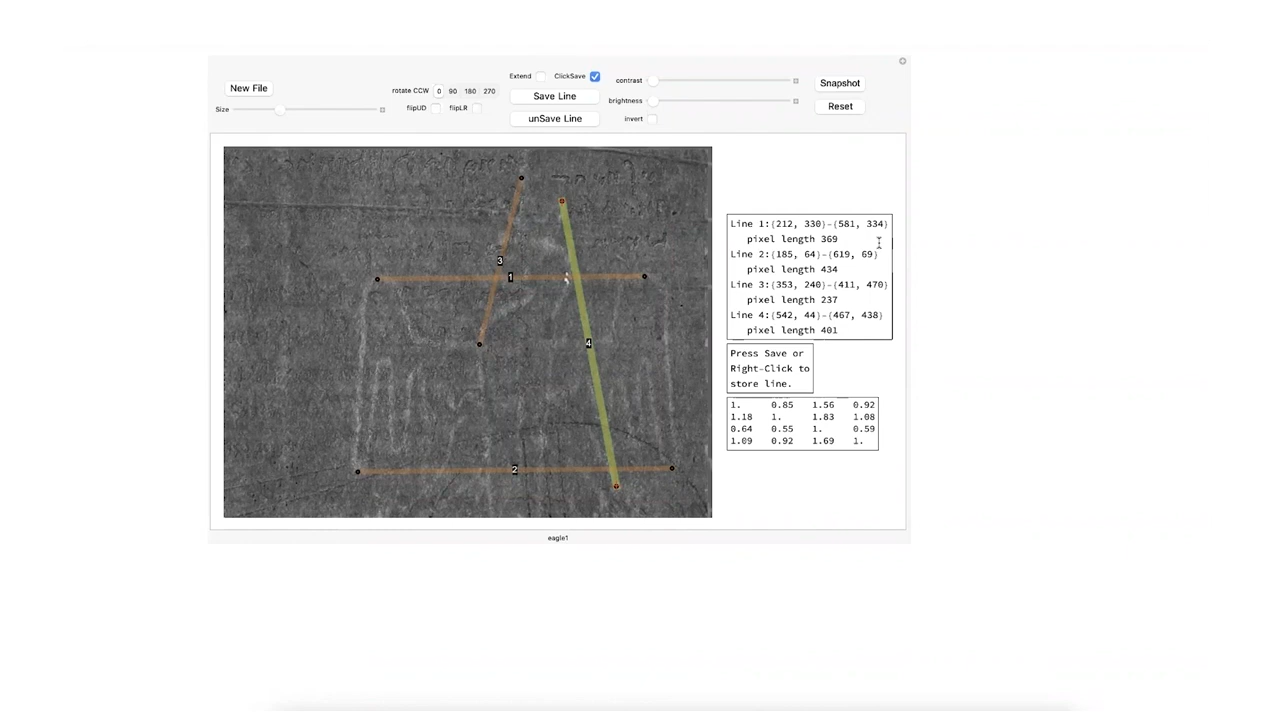 New File
Size
rotate CCW 0 90 180 270
flipUD flipLR
Extend ClickSave
Save Line
unSave Line
contrast
brightness
invert
Snapshot
Reset
3
1
4
2
Line 1:{212, 330}-{581, 334}
pixel length 369
Line 2:{185, 64}-{619, 69}
pixel length 434
Line 3:{353, 240}-{411, 470}
pixel length 237
Line 4:{542, 44}-{467, 438}
pixel length 401
Press Save or
Right-Click to
store line.
1. 0.85 1.56 0.92
1.18 1. 1.83 1.08
0.64 0.55 1. 0.59
1.09 0.92 1.69 1.
eagle1